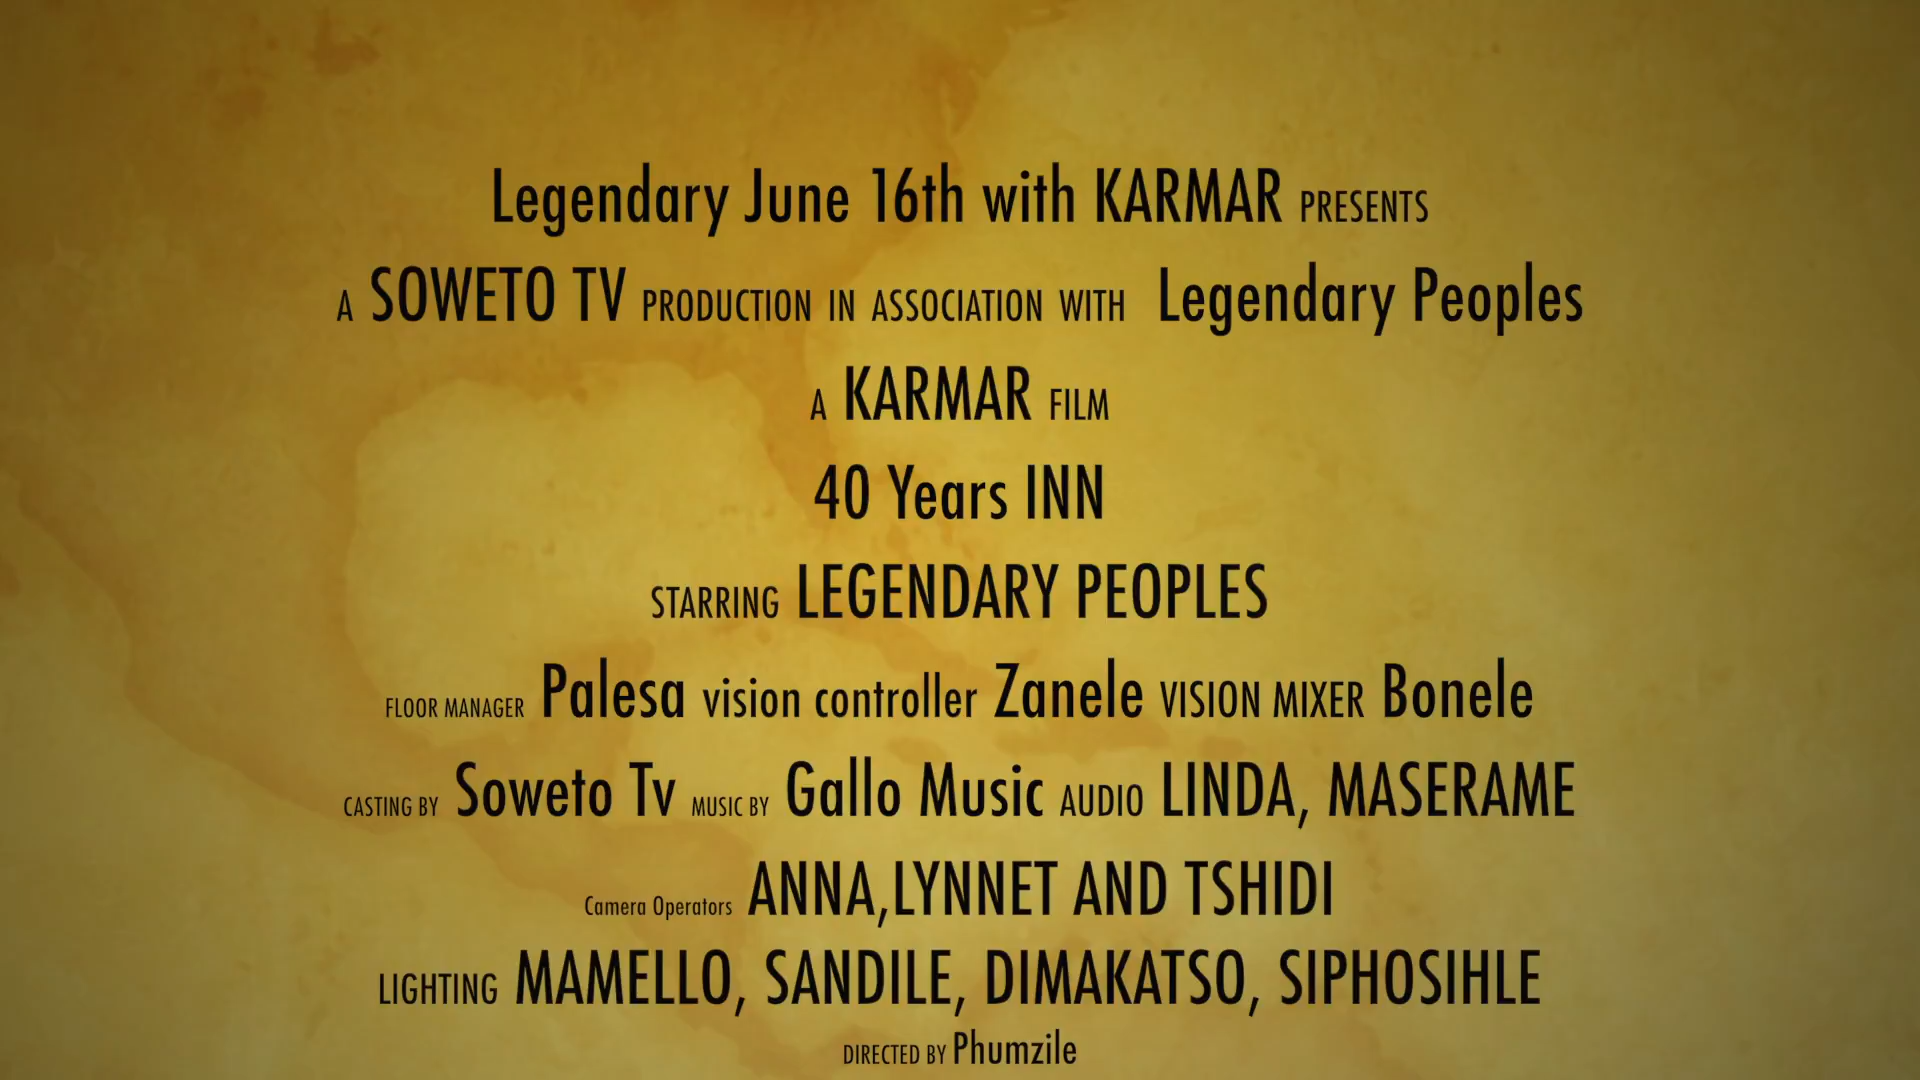 Legendary June 16th with KARMAR PRESENTS
A SOWETO TV PRODUCTION IN ASSOCIATION WITH Legendary Peoples
A KARMAR FILM
40 Years INN
STARRING LEGENDARY PEOPLES
FLOOR MANAGER Palesa vision controller Zanele VISION MIXER Bonele
CASTING BY Soweto Tv MUSIC BY Gallo Music AUDIO LINDA, MASERAME
Camera Operators ANNA,LYNNET AND TSHIDI
LIGHTING MAMELLO, SANDILE, DIMAKATSO, SIPHOSIHLE
DIRECTED BY Phumzile